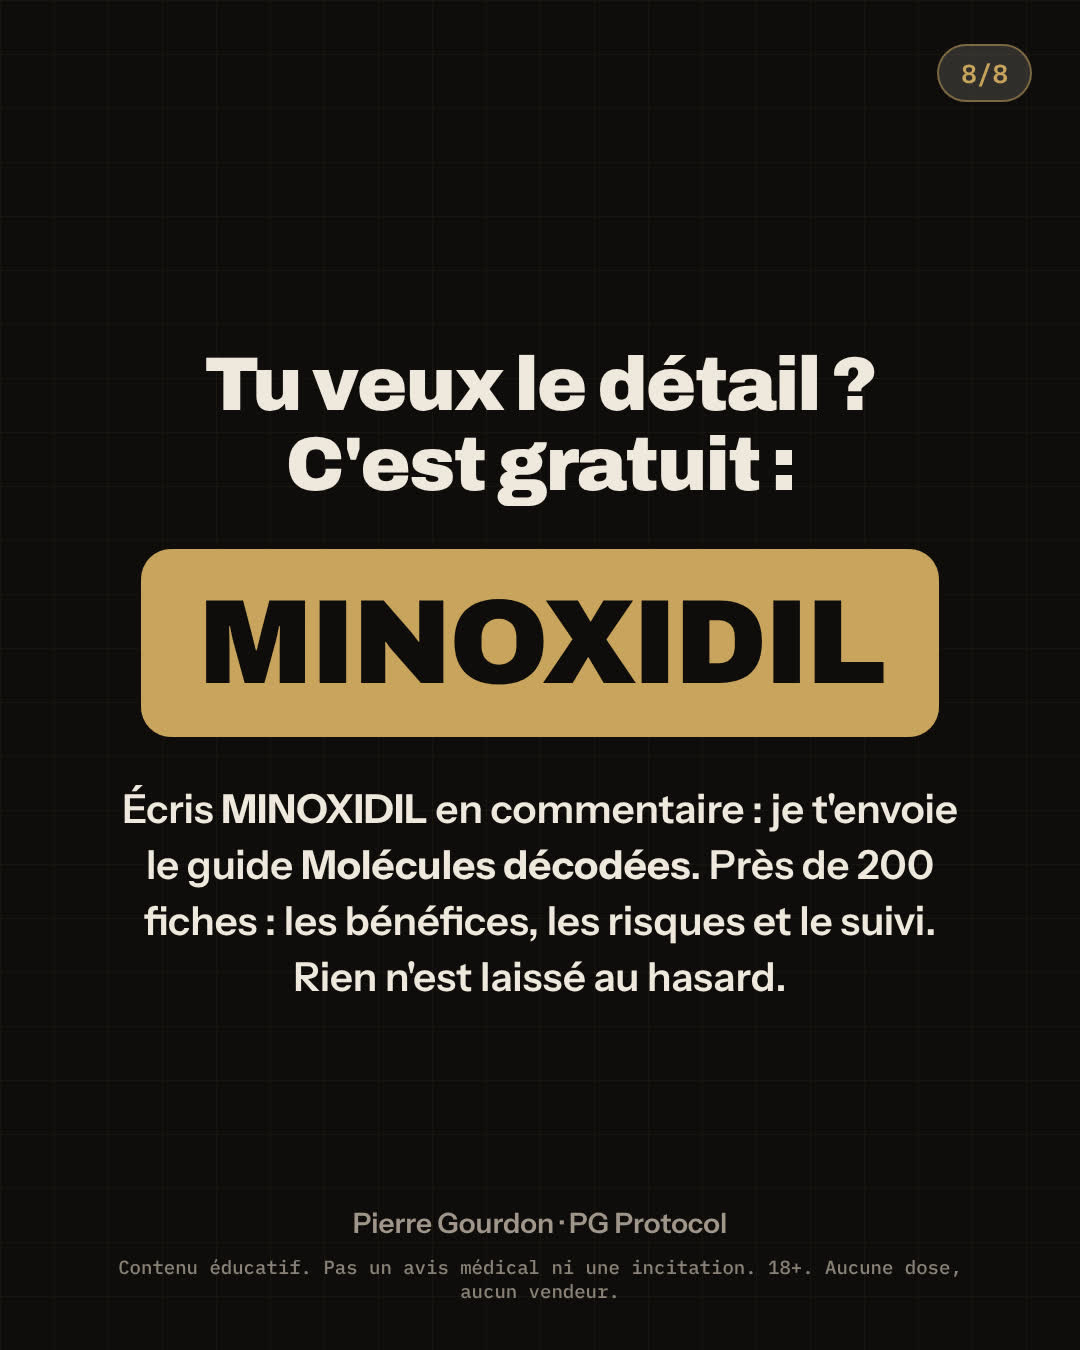 8/8
Tu veux le détail ?
C'est gratuit :
MINOXIDIL
Écris MINOXIDIL en commentaire : je t'envoie
le guide Molécules décodées. Près de 200
fiches : les bénéfices, les risques et le suivi.
Rien n'est laissé au hasard.
Pierre Gourdon · PG Protocol
Contenu éducatif. Pas un avis médical ni une incitation. 18+. Aucune dose,
aucun vendeur.